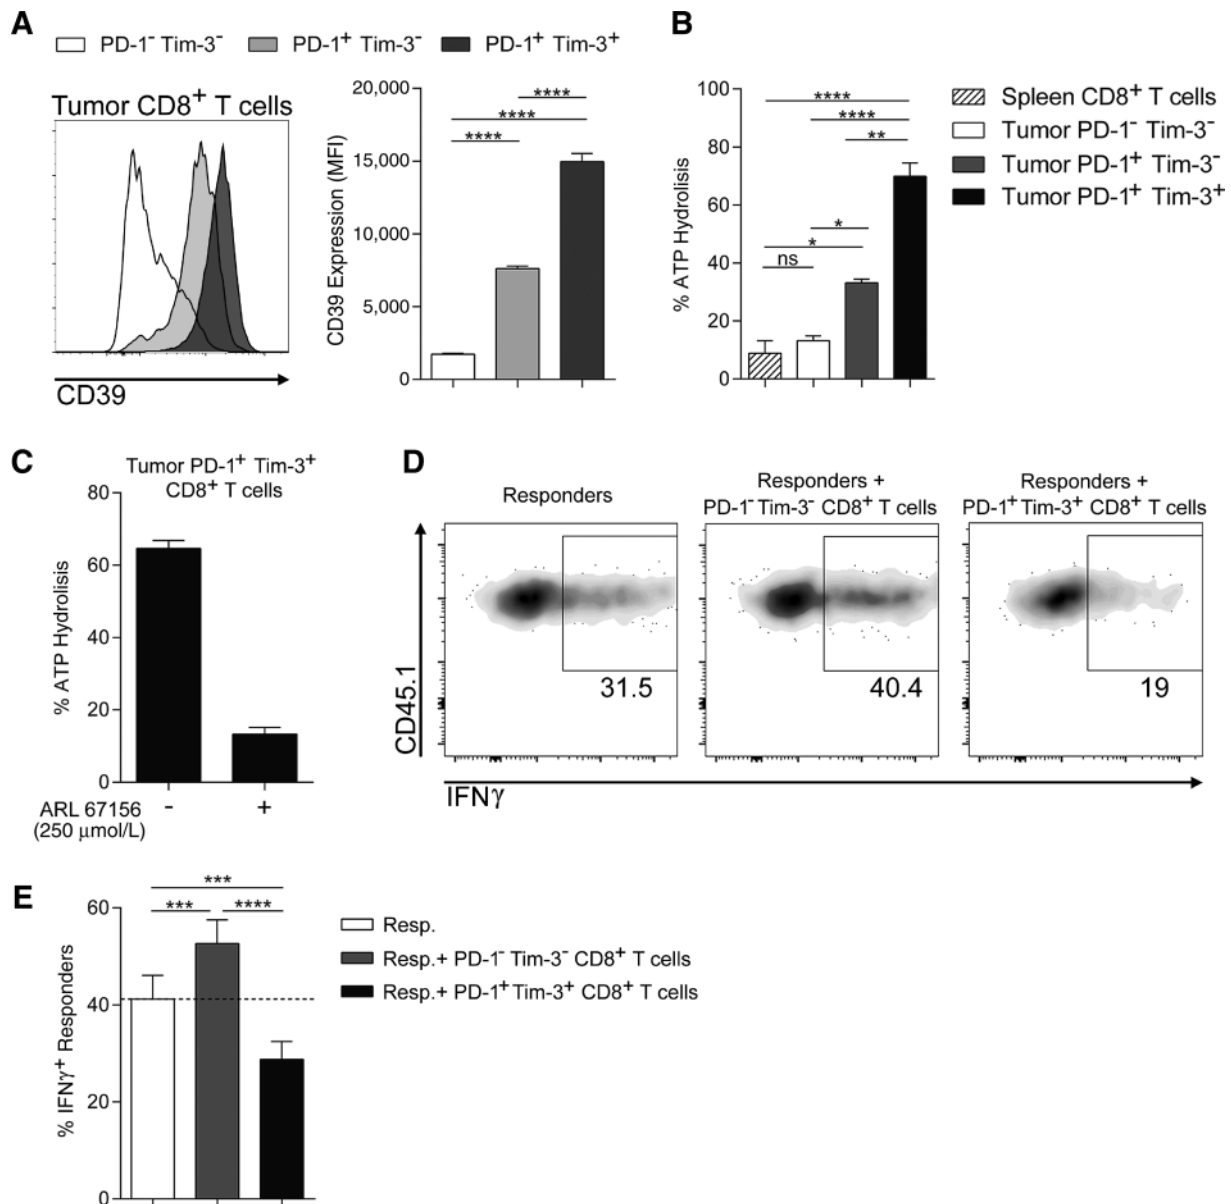 A
PD-1⁻ Tim-3⁻
PD-1⁺ Tim-3⁻
PD-1⁺ Tim-3⁺
Tumor CD8⁺ T cells
CD39
CD39 Expression (MFI)
20,000
15,000
10,000
5,000
0
****
****
****
B
% ATP Hydrolisis
100
80
60
40
20
0
****
****
**
*
*
ns
Spleen CD8⁺ T cells
Tumor PD-1⁻ Tim-3⁻
Tumor PD-1⁺ Tim-3⁻
Tumor PD-1⁺ Tim-3⁺
C
Tumor PD-1⁺ Tim-3⁺
CD8⁺ T cells
% ATP Hydrolisis
80
60
40
20
0
ARL 67156 - +
(250 μmol/L)
D
Responders
Responders +
PD-1⁻Tim-3⁻ CD8⁺ T cells
Responders +
PD-1⁺Tim-3⁺ CD8⁺ T cells
CD45.1
31.5
40.4
19
IFNγ
E
% IFNγ⁺ Responders
60
40
20
0
***
***
****
Resp.
Resp.+ PD-1⁻ Tim-3⁻ CD8⁺ T cells
Resp.+ PD-1⁺Tim-3⁺ CD8⁺ T cells